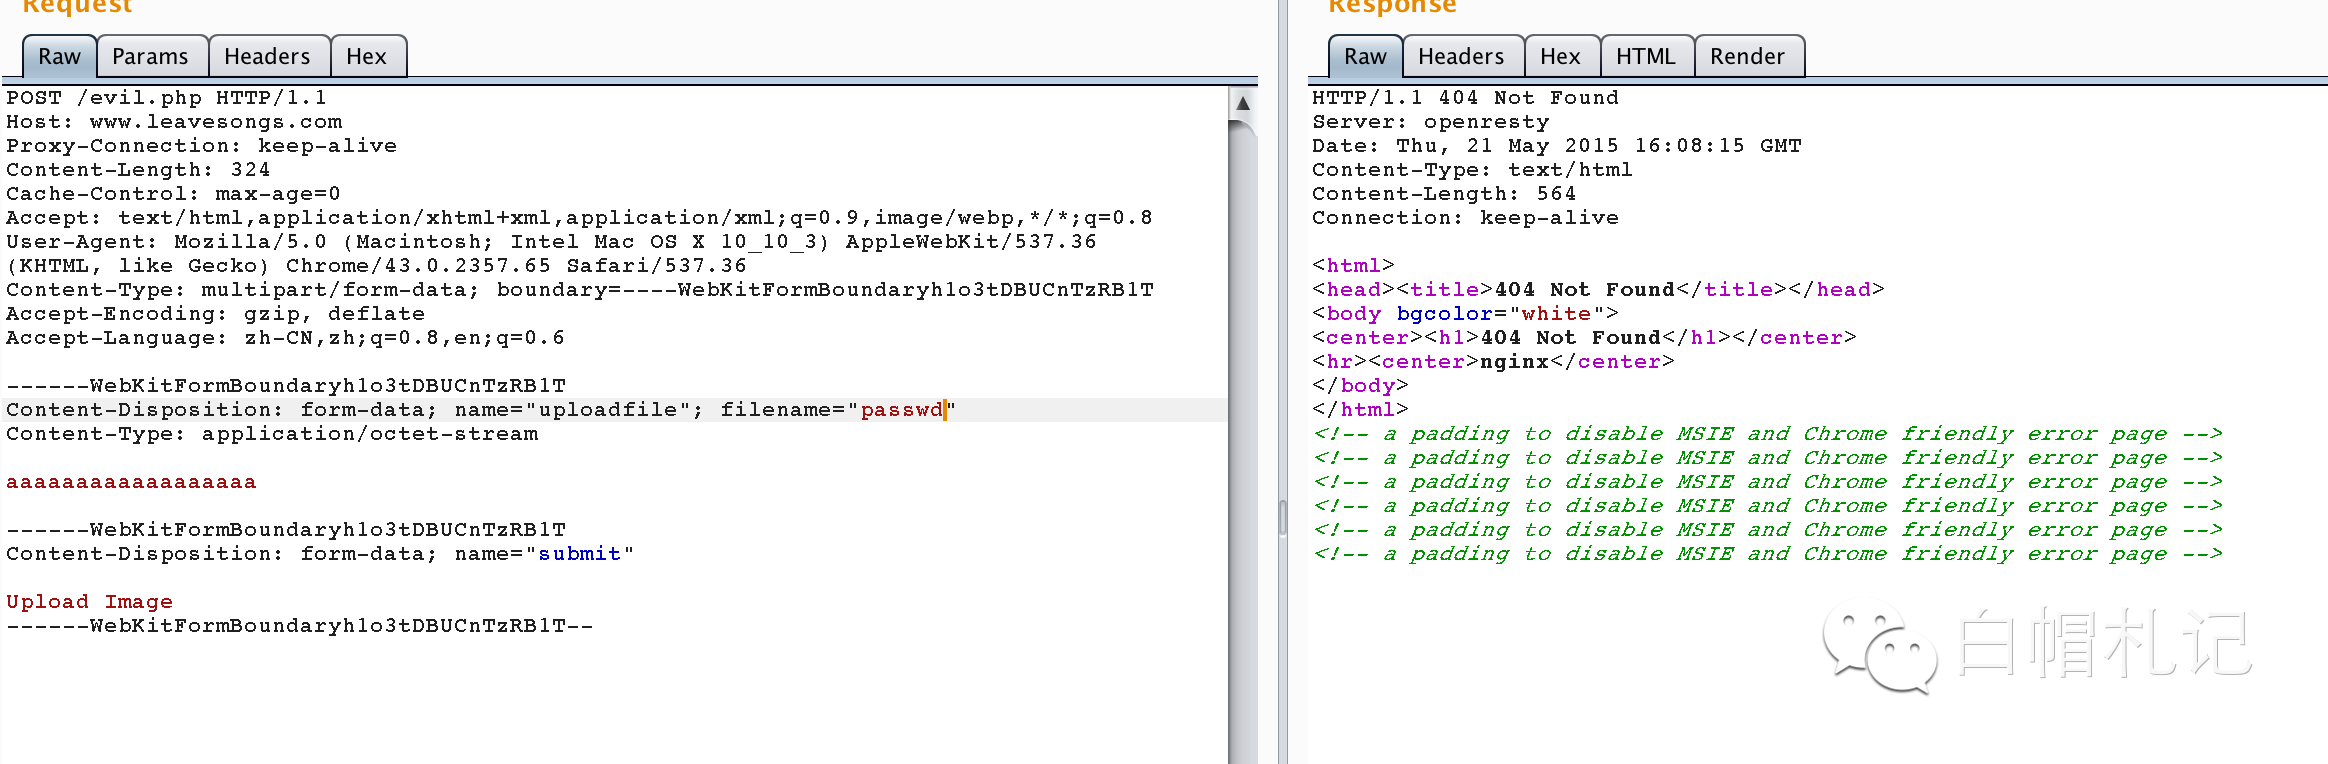 Request
Raw Params Headers Hex
POST /evil.php HTTP/1.1
Host: www.leavesongs.com
Proxy-Connection: keep-alive
Content-Length: 324
Cache-Control: max-age=0
Accept: text/html,application/xhtml+xml,application/xml;q=0.9,image/webp,*/*;q=0.8
User-Agent: Mozilla/5.0 (Macintosh; Intel Mac OS X 10_10_3) AppleWebKit/537.36
(KHTML, like Gecko) Chrome/43.0.2357.65 Safari/537.36
Content-Type: multipart/form-data; boundary=----WebKitFormBoundaryh1o3tDBUCnTzRB1T
Accept-Encoding: gzip, deflate
Accept-Language: zh-CN,zh;q=0.8,en;q=0.6
------WebKitFormBoundaryh1o3tDBUCnTzRB1T
Content-Disposition: form-data; name="uploadfile"; filename="passwd"
Content-Type: application/octet-stream
aaaaaaaaaaaaaaaaaa
------WebKitFormBoundaryh1o3tDBUCnTzRB1T
Content-Disposition: form-data; name="submit"
Upload Image
------WebKitFormBoundaryh1o3tDBUCnTzRB1T--
Response
Raw Headers Hex HTML Render
HTTP/1.1 404 Not Found
Server: openresty
Date: Thu, 21 May 2015 16:08:15 GMT
Content-Type: text/html
Content-Length: 564
Connection: keep-alive
<html>
<head><title>404 Not Found</title></head>
<body bgcolor="white">
<center><h1>404 Not Found</h1></center>
<hr><center>nginx</center>
</body>
</html>
<!-- a padding to disable MSIE and Chrome friendly error page -->
<!-- a padding to disable MSIE and Chrome friendly error page -->
<!-- a padding to disable MSIE and Chrome friendly error page -->
<!-- a padding to disable MSIE and Chrome friendly error page -->
<!-- a padding to disable MSIE and Chrome friendly error page -->
<!-- a padding to disable MSIE and Chrome friendly error page -->
白帽札记